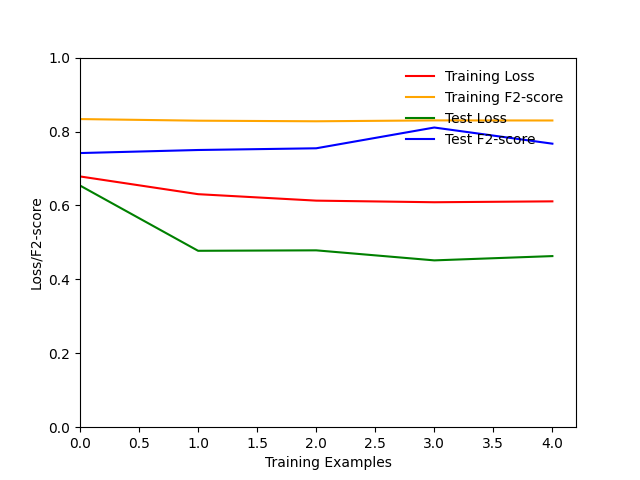 1.0
0.8
0.6
0.4
0.2
0.0
Loss/F2-score
Training Loss
Training F2-score
Test Loss
Test F2-score
0.0 0.5 1.0 1.5 2.0 2.5 3.0 3.5 4.0
Training Examples